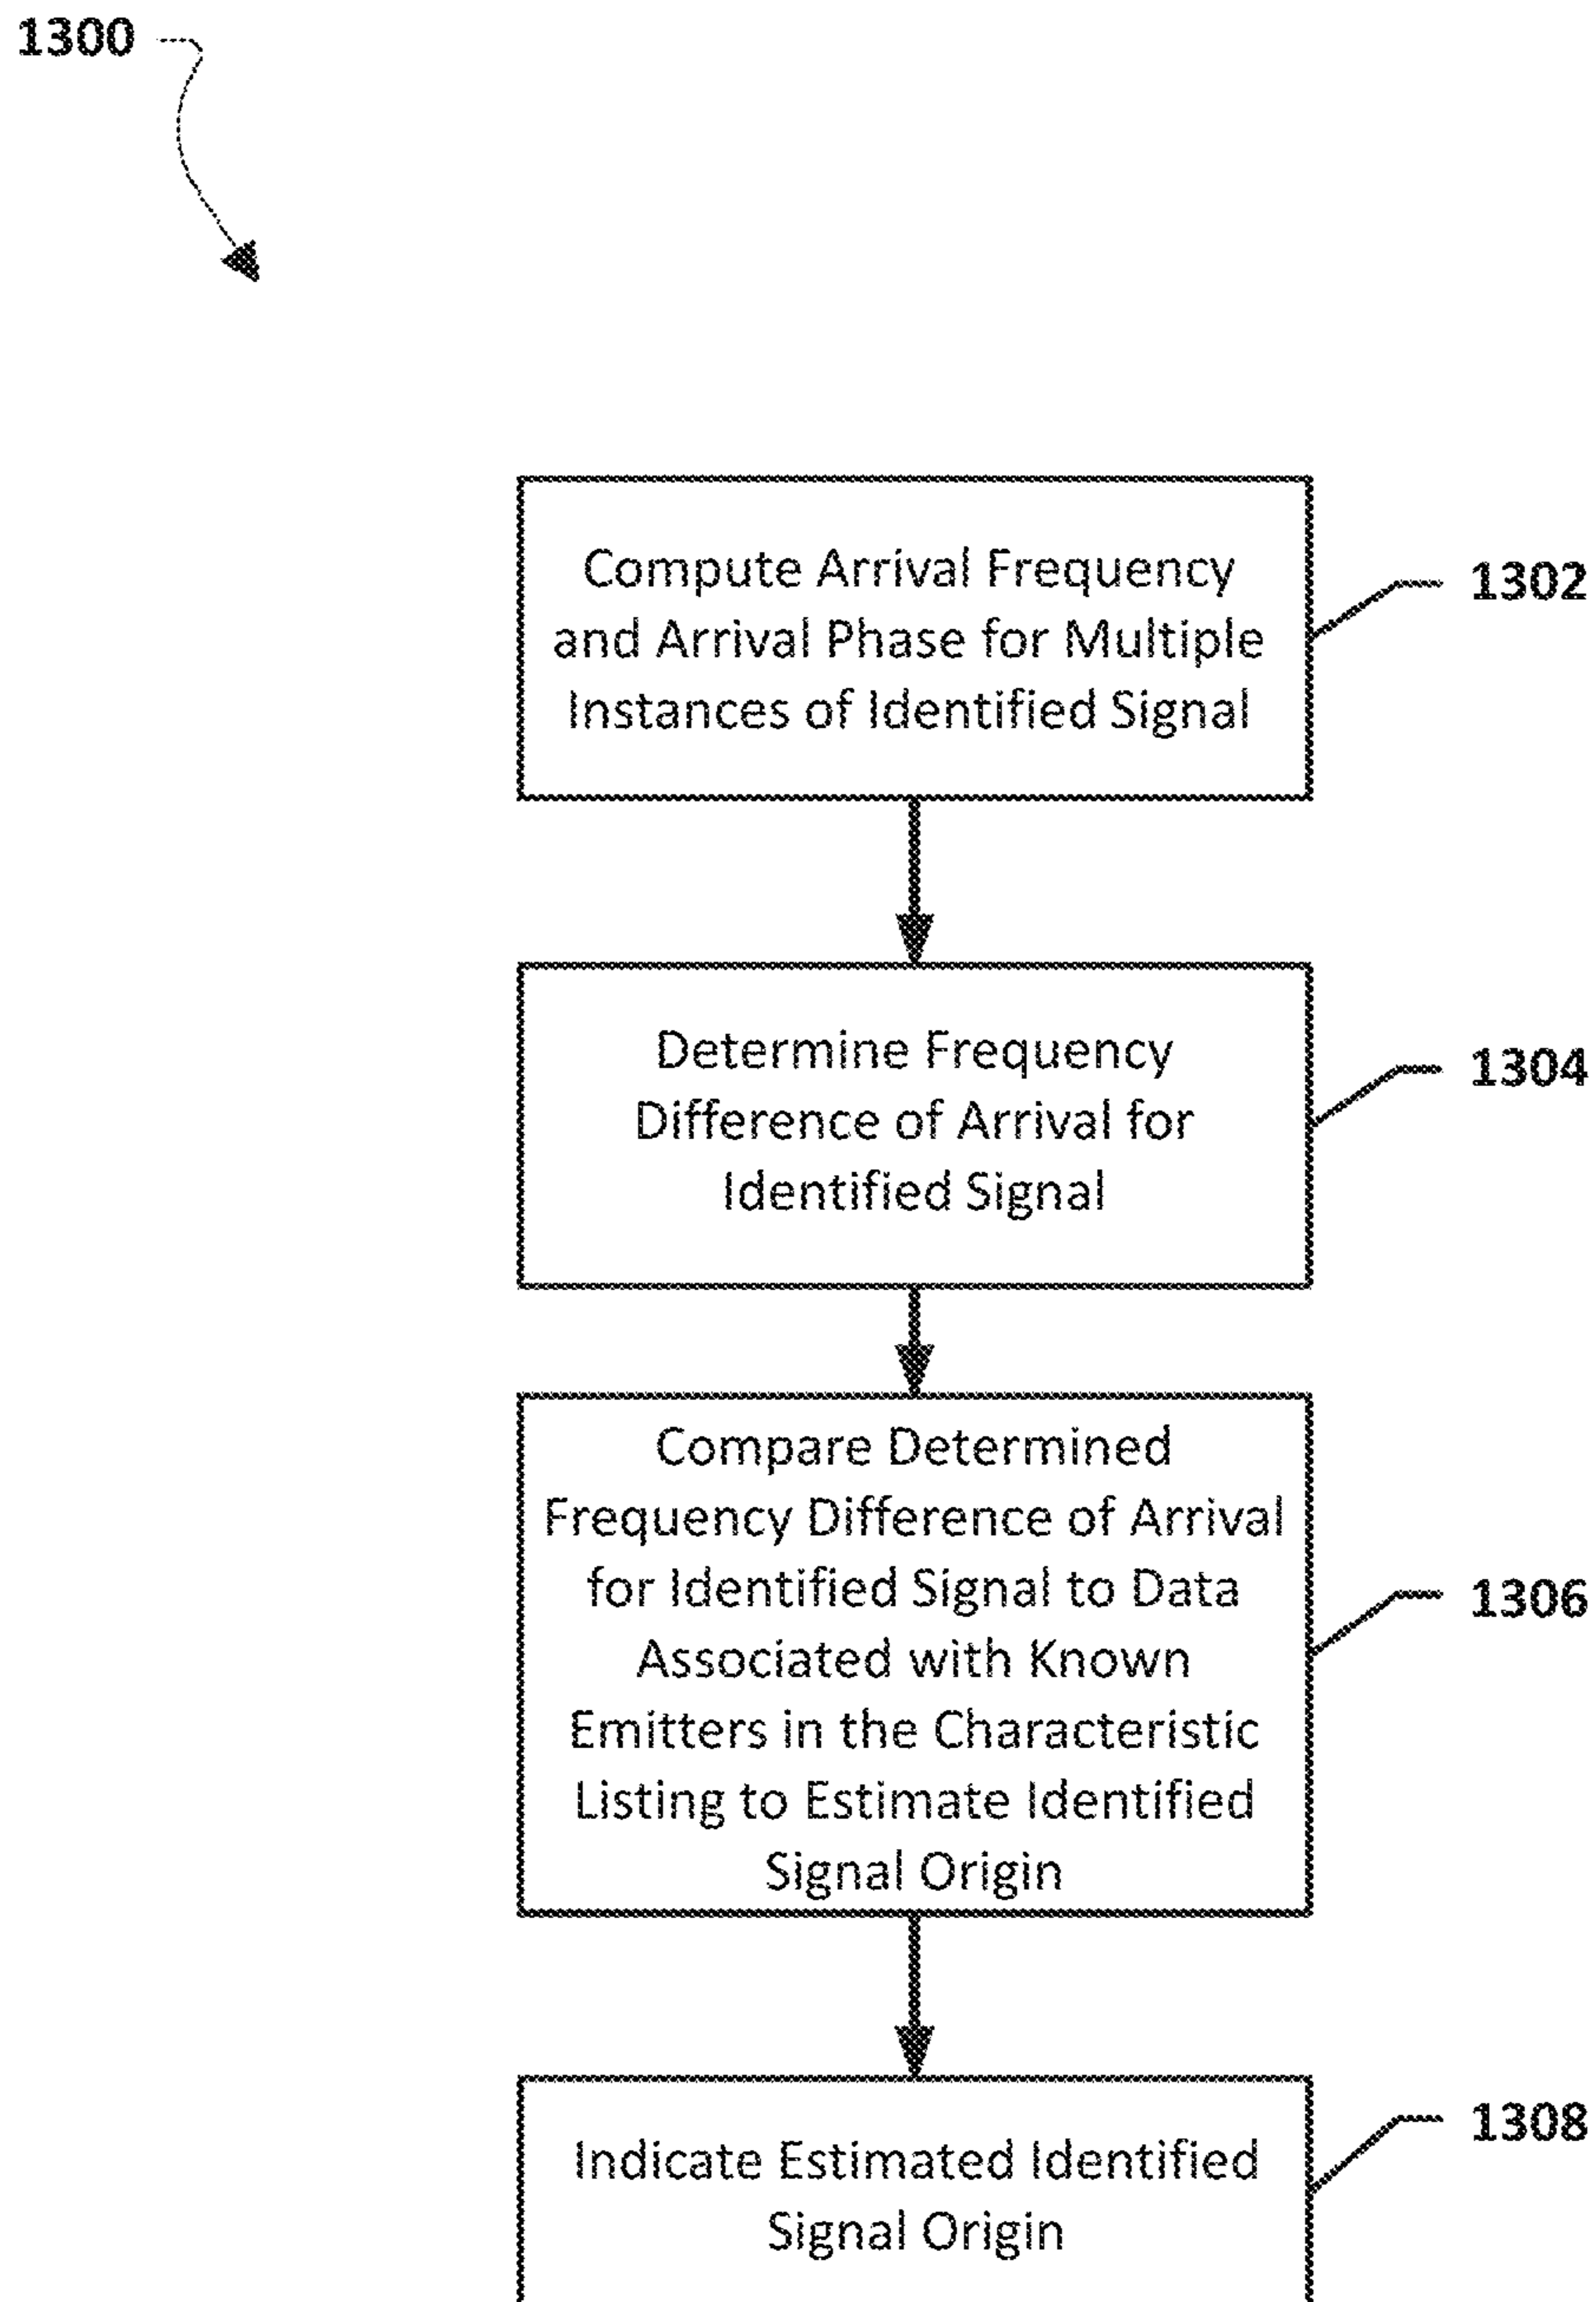 1300
Compute Arrival Frequency
and Arrival Phase for Multiple
Instances of Identified Signal
1302
Determine Frequency
Difference of Arrival for
Identified Signal
1304
Compare Determined
Frequency Difference of Arrival
for Identified Signal to Data
Associated with Known
Emitters in the Characteristic
Listing to Estimate Identified
Signal Origin
1306
Indicate Estimated Identified
Signal Origin
1308